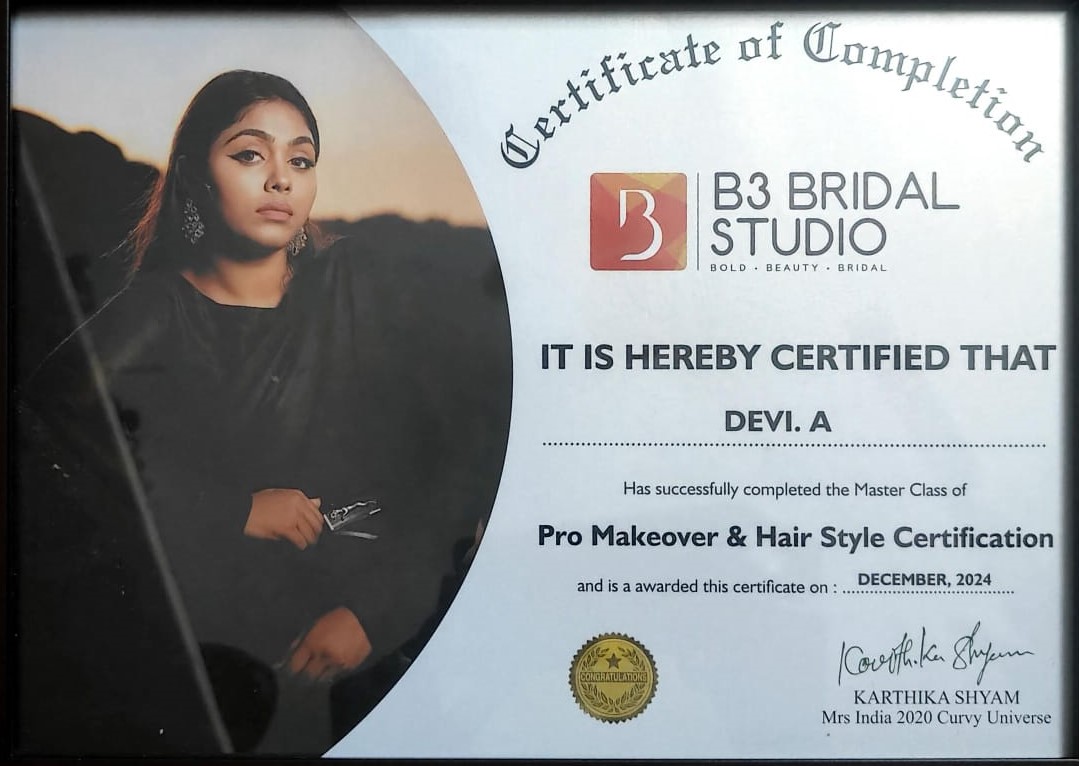 Certificate of Completion
B
B3 BRIDAL
STUDIO
BOLD · BEAUTY · BRIDAL
IT IS HEREBY CERTIFIED THAT
DEVI. A
Has successfully completed the Master Class of
Pro Makeover & Hair Style Certification
and is a awarded this certificate on : DECEMBER, 2024
CONGRATULATIONS
Karthika Shyam
KARTHIKA SHYAM
Mrs India 2020 Curvy Universe